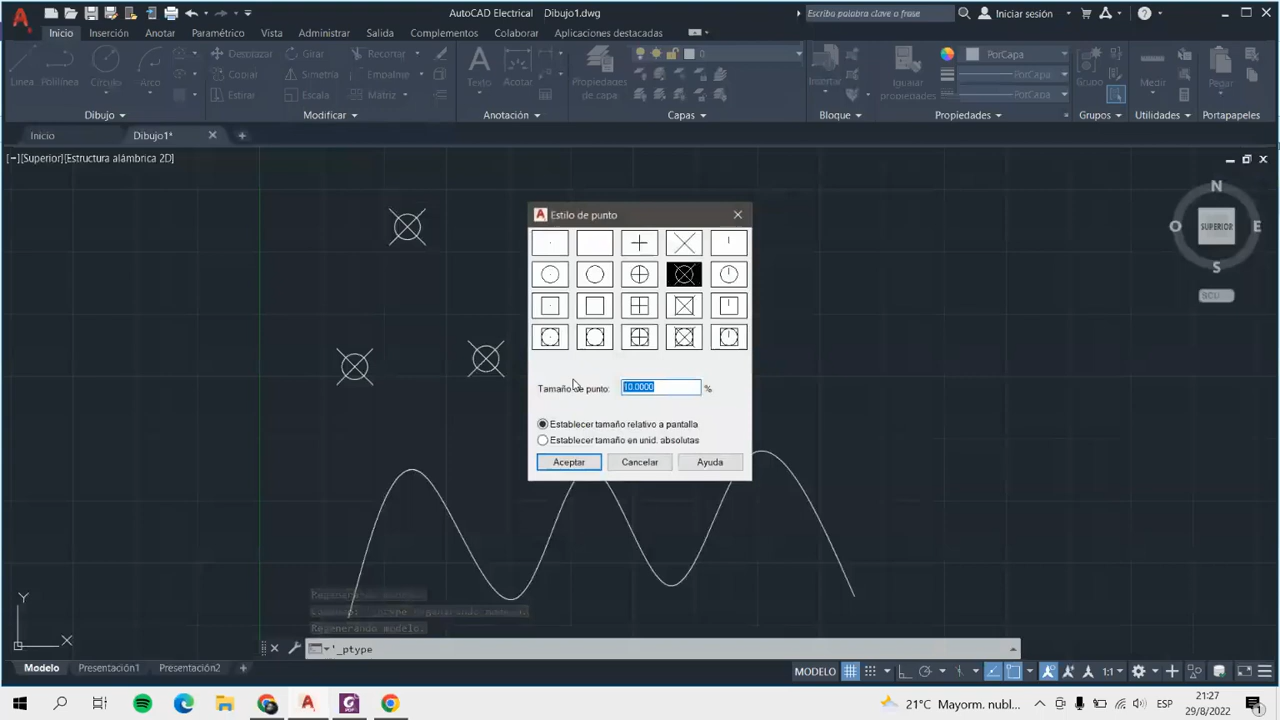 AutoCAD Electrical Dibujo1.dwg
Escriba palabra clave o frase
Iniciar sesión
Inicio Inserción Anotar Paramétrico Vista Administrar Salida Complementos Colaborar Aplicaciones destacadas
Línea Polilínea Círculo Arco
Desplazar Girar Recortar
Copiar Simetría Empalme
Estirar Escala Matriz
Texto Acotar
Propiedades de capa
0
Insertar
Igualar propiedades
PorCapa
PorCapa
PorCapa
Grupo Medir Pegar
Dibujo Modificar Anotación Capas Bloque Propiedades Grupos Utilidades Portapapeles
Inicio Dibujo1*
[−][Superior][Estructura alámbrica 2D]
N
O SUPERIOR E
S
SCU
Estilo de punto
Tamaño de punto: 10.0000 %
Establecer tamaño relativo a pantalla
Establecer tamaño en unid. absolutas
Aceptar Cancelar Ayuda
Regenerando modelo.
Y
X
'_ptype
Modelo Presentación1 Presentación2
MODELO
1:1
21°C Mayorm. nubl...
ESP
21:27
29/8/2022
1